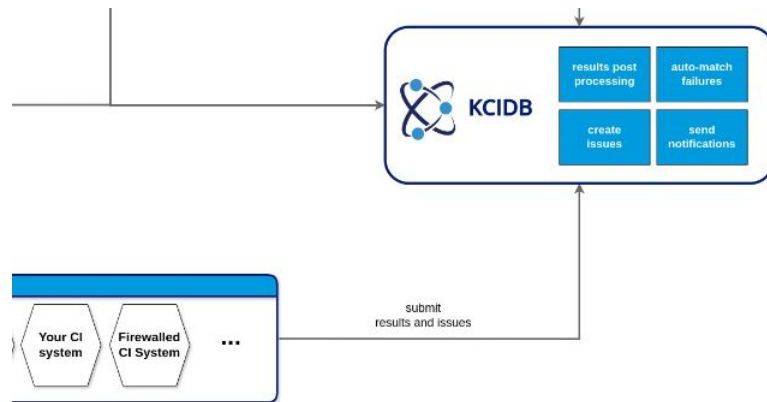 results post
processing
auto-match
failures
KCIDB
create
issues
send
notifications
submit
results and issues
Your CI
system
Firewalled
CI System
...